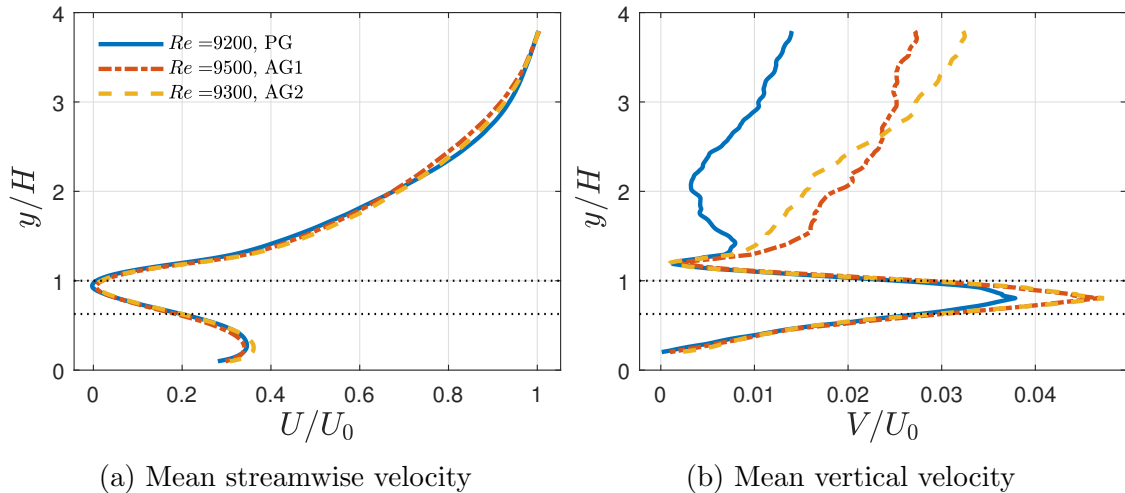 4
3
2
1
0
y/H
Re =9200, PG
Re =9500, AG1
Re =9300, AG2
0 0.2 0.4 0.6 0.8 1
U/U₀
(a) Mean streamwise velocity
4
3
2
1
0
y/H
0 0.01 0.02 0.03 0.04
V/U₀
(b) Mean vertical velocity